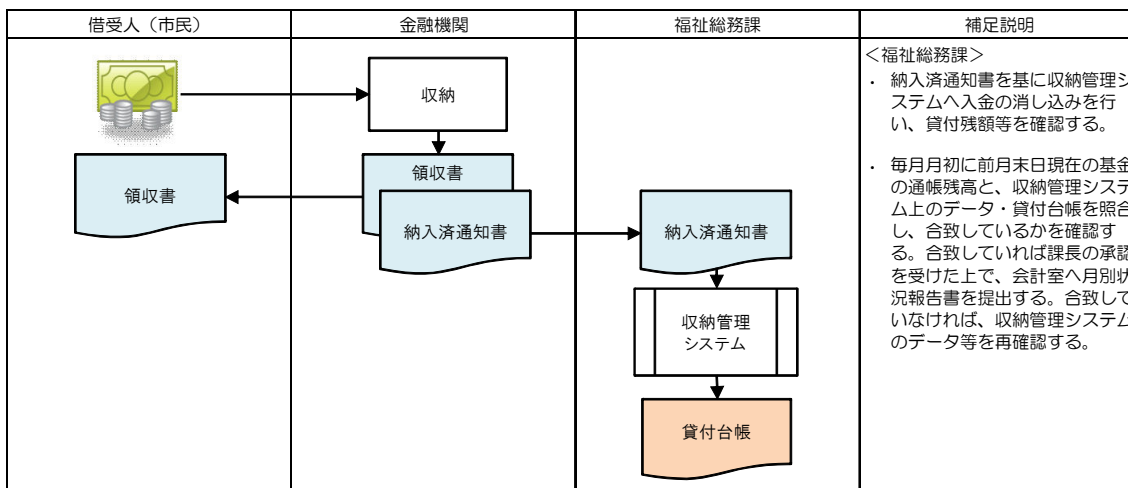 借受人（市民）
金融機関
福祉総務課
補足説明
収納
領収書
領収書
納入済通知書
納入済通知書
収納管理
システム
貸付台帳
＜福祉総務課＞
・ 納入済通知書を基に収納管理シ
ステムへ入金の消し込みを行
い、貸付残額等を確認する。
・ 毎月月初に前月末日現在の基金
の通帳残高と、収納管理システ
ム上のデータ・貸付台帳を照合
し、合致しているかを確認す
る。合致していれば課長の承認
を受けた上で、会計室へ月別状
況報告書を提出する。合致して
いなければ、収納管理システム
のデータ等を再確認する。